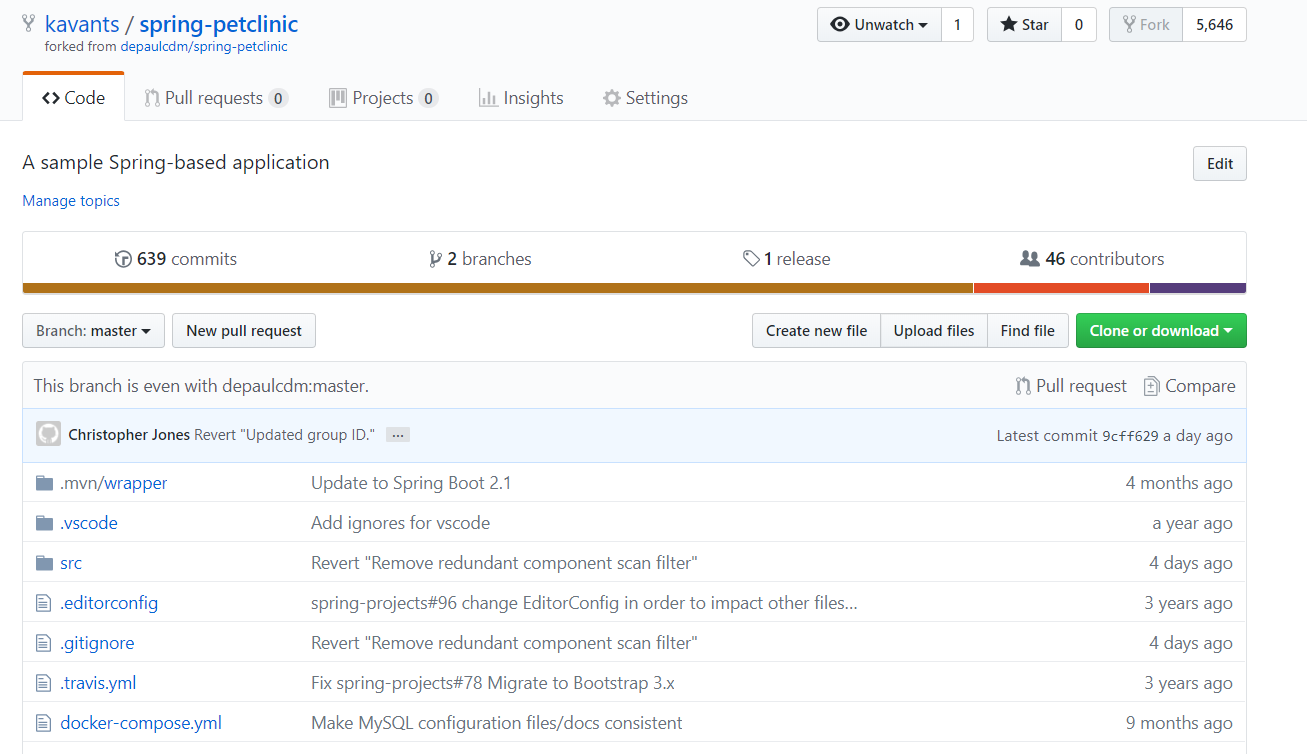 kavants / spring-petclinic
Unwatch 1 Star 0 Fork 5,646
forked from depaulcdm/spring-petclinic
<> Code Pull requests 0 Projects 0 Insights Settings
A sample Spring-based application
Edit
Manage topics
639 commits 2 branches 1 release 46 contributors
Branch: master New pull request Create new file Upload files Find file Clone or download
This branch is even with depaulcdm:master. Pull request Compare
Christopher Jones Revert "Updated group ID." ... Latest commit 9cff629 a day ago
.mvn/wrapper Update to Spring Boot 2.1 4 months ago
.vscode Add ignores for vscode a year ago
src Revert "Remove redundant component scan filter" 4 days ago
.editorconfig spring-projects#96 change EditorConfig in order to impact other files... 3 years ago
.gitignore Revert "Remove redundant component scan filter" 4 days ago
.travis.yml Fix spring-projects#78 Migrate to Bootstrap 3.x 3 years ago
docker-compose.yml Make MySQL configuration files/docs consistent 9 months ago